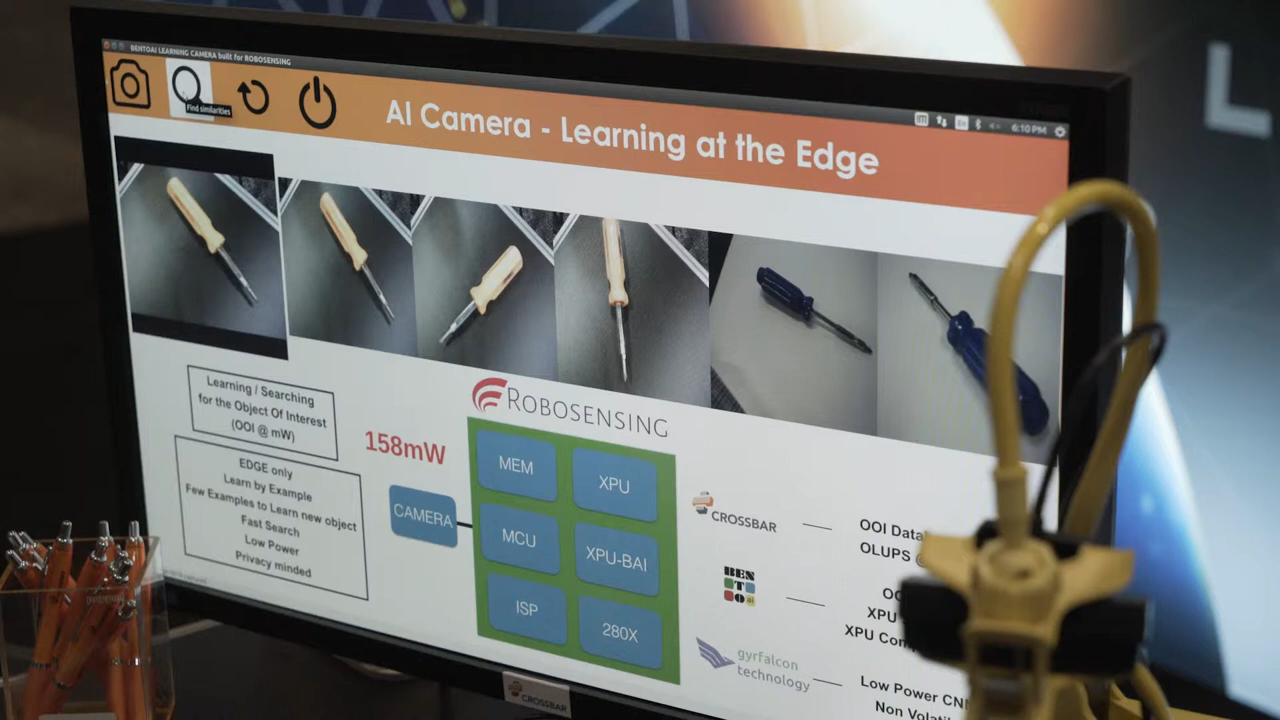 BENTOAI LEARNING CAMERA built for ROBOSENSING
Find similarities
6:10 PM
AI Camera - Learning at the Edge
L
Learning / Searching
for the Object Of Interest
(OOI @ mW)
EDGE only
Learn by Example
Few Examples to Learn new object
Fast Search
Low Power
Privacy minded
158mW
ROBOSENSING
CAMERA
MEM
XPU
MCU
XPU-BAI
ISP
280X
CROSSBAR
OOI Data
OLUPS @
BEN
T
O ai
XPU
XPU Com
gyrfalcon
technology
Low Power CN
Non Volati
CROSSBAR